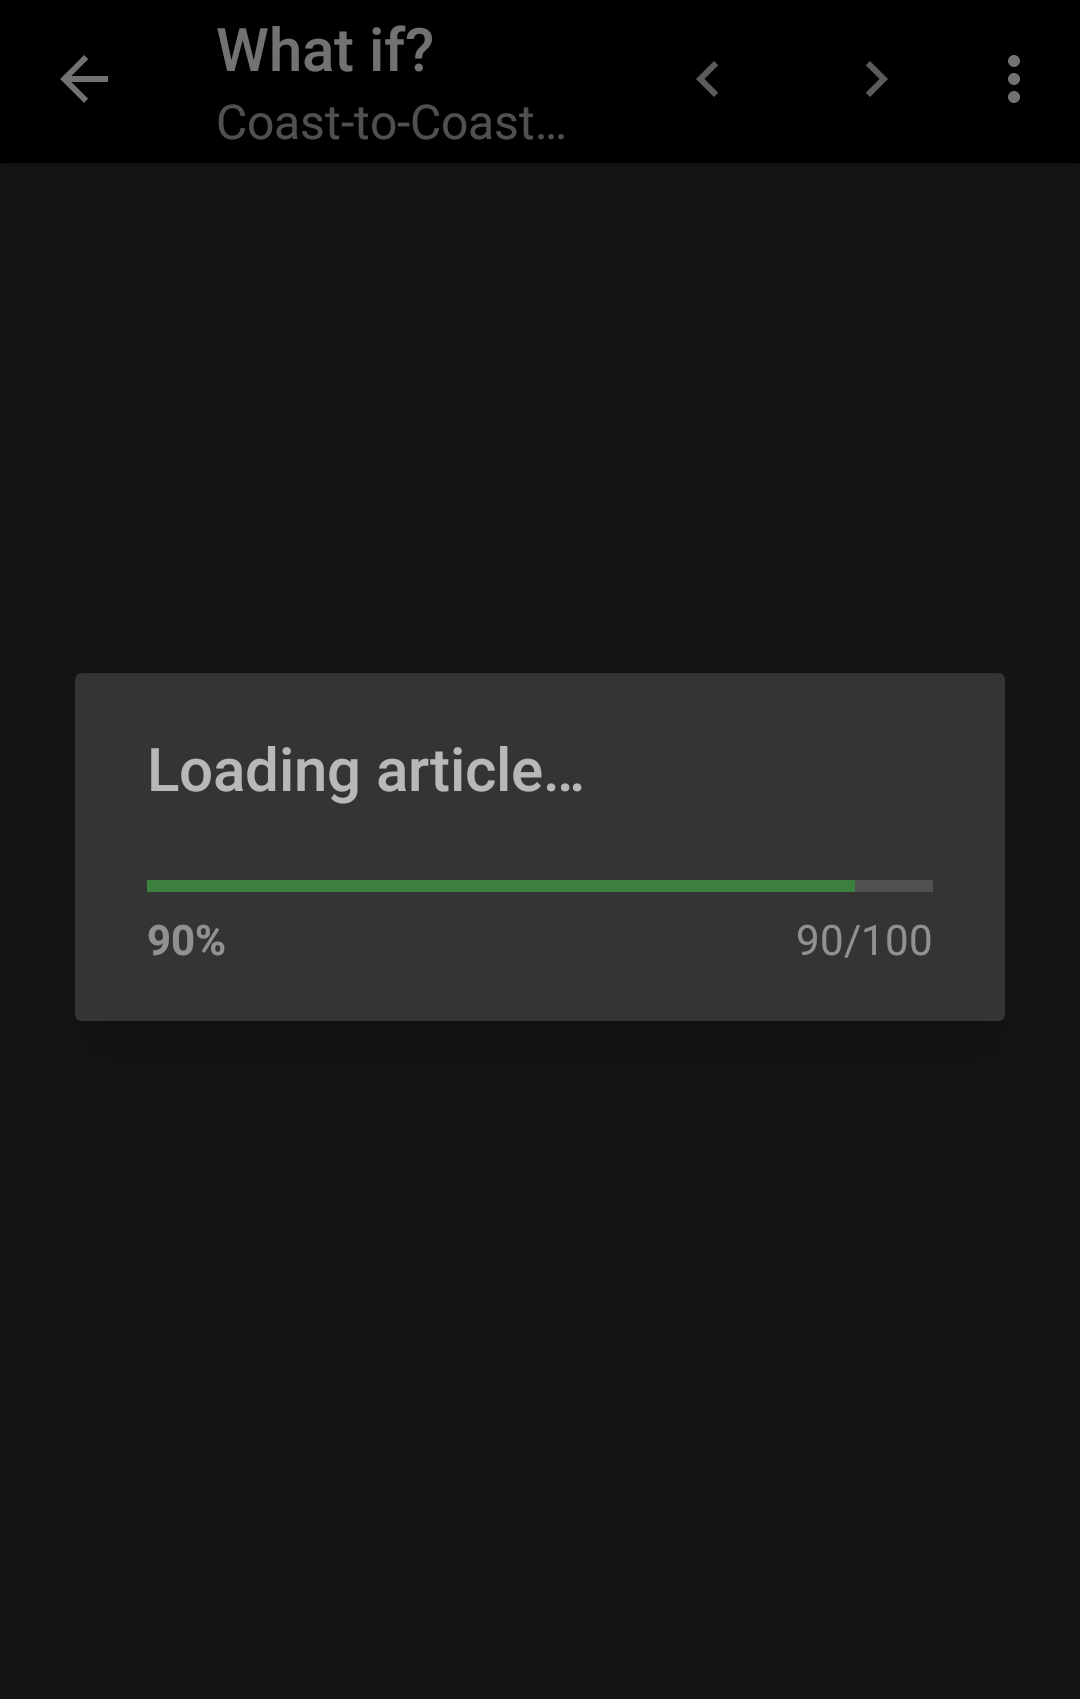 What if?
Coast-to-Coast…
Loading article…
90%
90/100